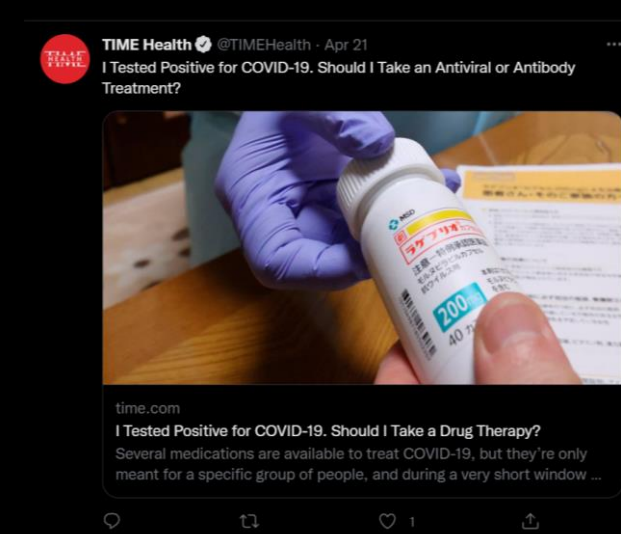 TIME Health @TIMEHealth · Apr 21
I Tested Positive for COVID-19. Should I Take an Antiviral or Antibody
Treatment?
TIME
HEALTH
MSD
ラゲブリオ
200
40
time.com
I Tested Positive for COVID-19. Should I Take a Drug Therapy?
Several medications are available to treat COVID-19, but they're only
meant for a specific group of people, and during a very short window ...
1